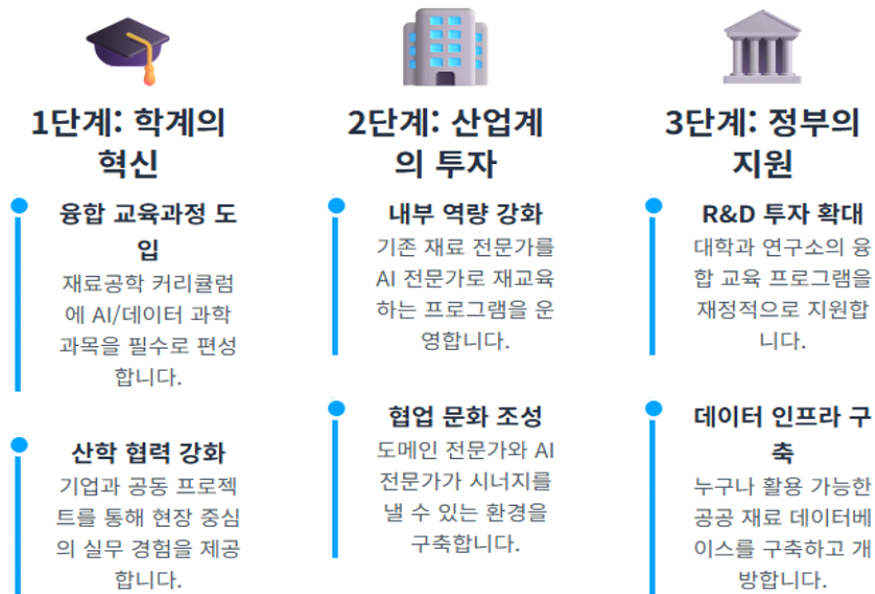 1단계: 학계의
혁신
융합 교육과정 도
입
재료공학 커리큘럼
에 AI/데이터 과학
과목을 필수로 편성
합니다.
산학 협력 강화
기업과 공동 프로젝
트를 통해 현장 중심
의 실무 경험을 제공
합니다.
2단계: 산업계
의 투자
내부 역량 강화
기존 재료 전문가를
AI 전문가로 재교육
하는 프로그램을 운
영합니다.
협업 문화 조성
도메인 전문가와 AI
전문가가 시너지를
낼 수 있는 환경을
구축합니다.
3단계: 정부의
지원
R&D 투자 확대
대학과 연구소의 융
합 교육 프로그램을
재정적으로 지원합
니다.
데이터 인프라 구
축
누구나 활용 가능한
공공 재료 데이터베
이스를 구축하고 개
방합니다.